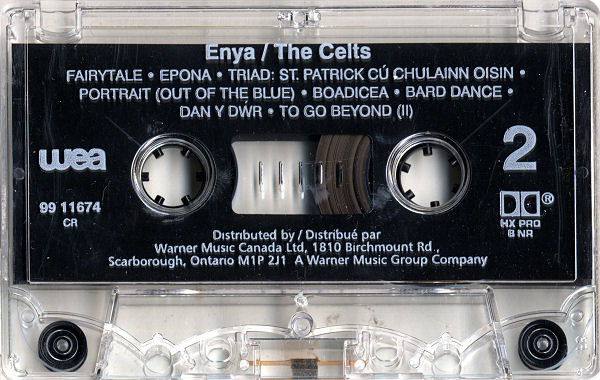 Enya / The Celts
FAIRYTALE • EPONA • TRIAD: ST. PATRICK CÚ CHULAINN OISIN •
PORTRAIT (OUT OF THE BLUE) • BOADICEA • BARD DANCE •
DAN Y DẂR • TO GO BEYOND (II)
wea
2
99 11674
CR
HX PRO
B NR
®
Distributed by / Distribué par
Warner Music Canada Ltd, 1810 Birchmount Rd.,
Scarborough, Ontario M1P 2J1 A Warner Music Group Company